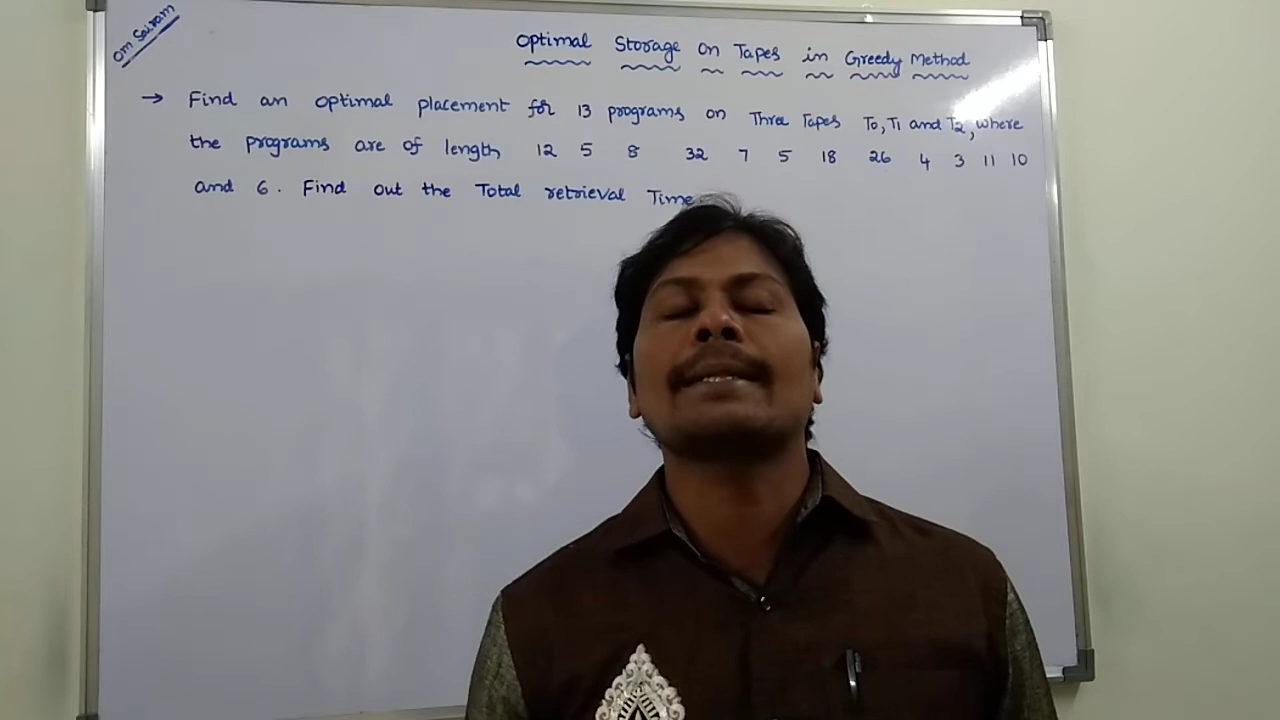 Om Sairam
Optimal Storage On Tapes in Greedy Method
→ Find an optimal placement for 13 programs on Three Tapes T0, T1 and T2, where
the programs are of length 12 5 8 32 7 5 18 26 4 3 11 10
and 6. Find out the Total retrieval Time